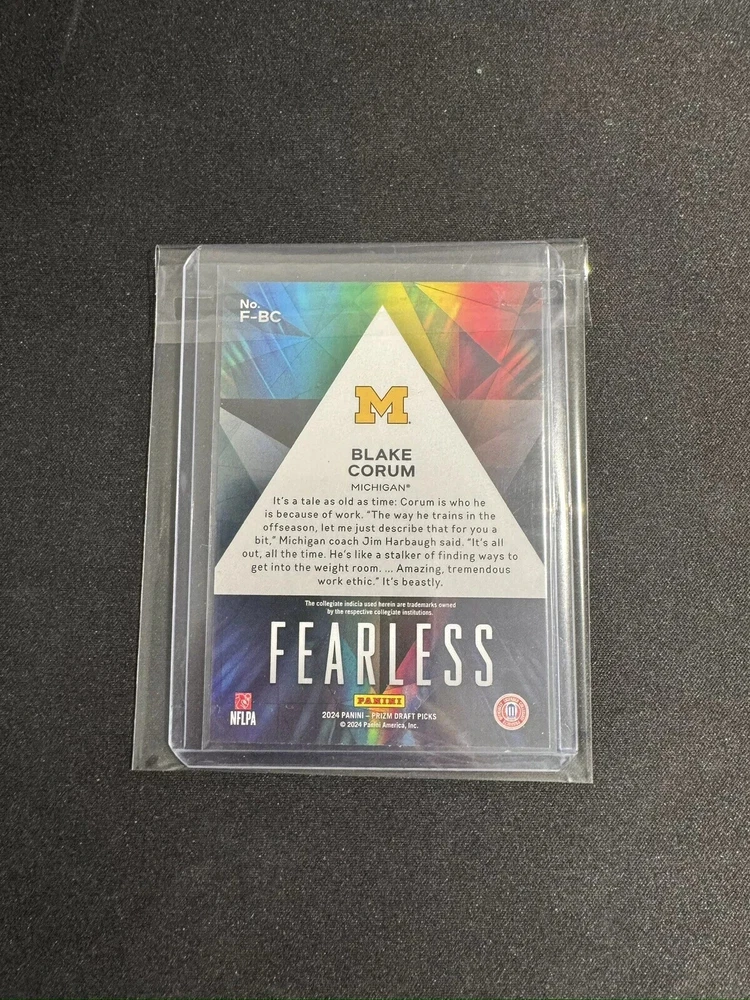 No.
F-BC
M
BLAKE
CORUM
MICHIGAN®
It's a tale as old as time: Corum is who he
is because of work. "The way he trains in the
offseason, let me just describe that for you a
bit," Michigan coach Jim Harbaugh said. "It's all
out, all the time. He's like a stalker of finding ways to
get into the weight room. ... Amazing, tremendous
work ethic." It's beastly.
The collegiate indicia used herein are trademarks owned
by the respective collegiate institutions.
FEARLESS
PANINI
NFLPA
2024 PANINI – PRIZM DRAFT PICKS
© 2024 Panini America, Inc.